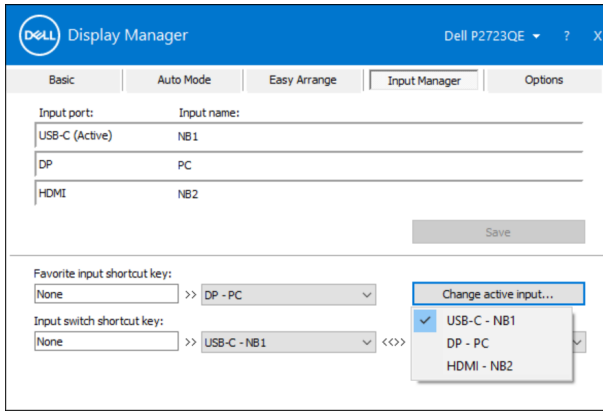 DELL Display Manager Dell P2723QE ? X
Basic Auto Mode Easy Arrange Input Manager Options
Input port: Input name:
USB-C (Active) NB1
DP PC
HDMI NB2
Save
Favorite input shortcut key:
None >> DP - PC Change active input...
USB-C - NB1
Input switch shortcut key:
None >> USB-C - NB1 <<>> DP - PC
HDMI - NB2